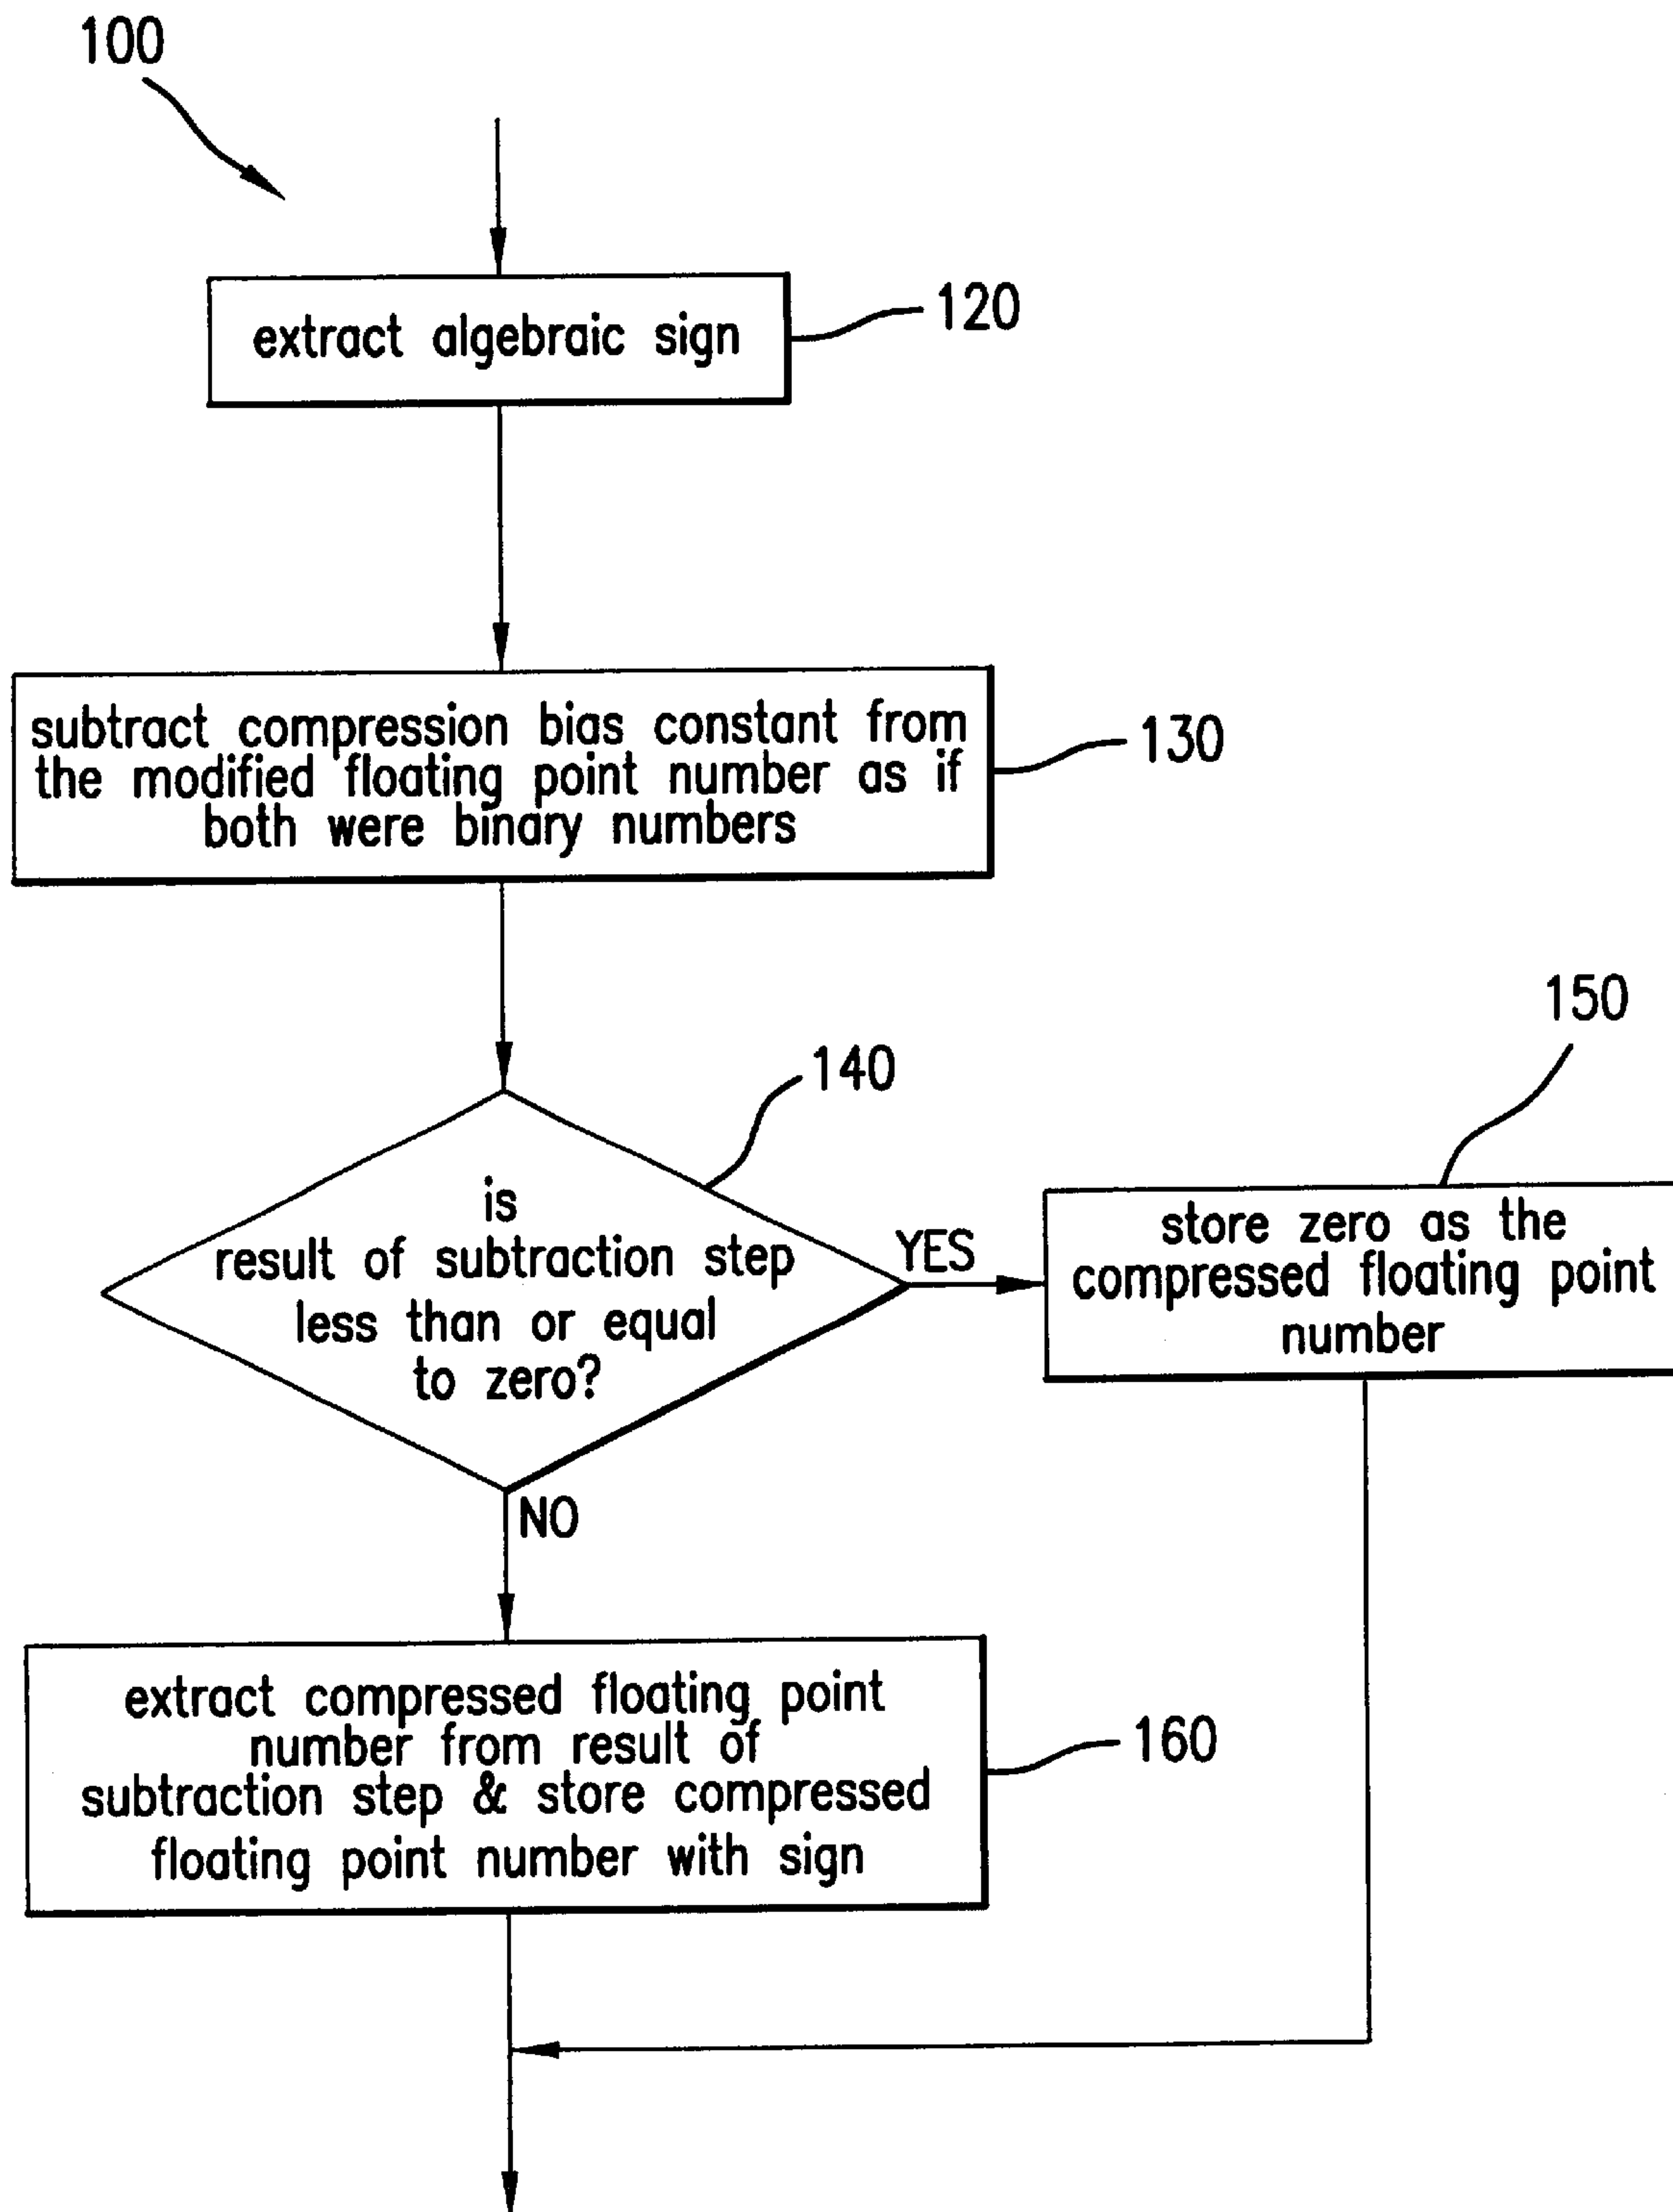 100
extract algebraic sign
120
subtract compression bias constant from
the modified floating point number as if
both were binary numbers
130
140
150
is
result of subtraction step
less than or equal
to zero?
YES
store zero as the
compressed floating point
number
NO
extract compressed floating point
number from result of
subtraction step & store compressed
floating point number with sign
160